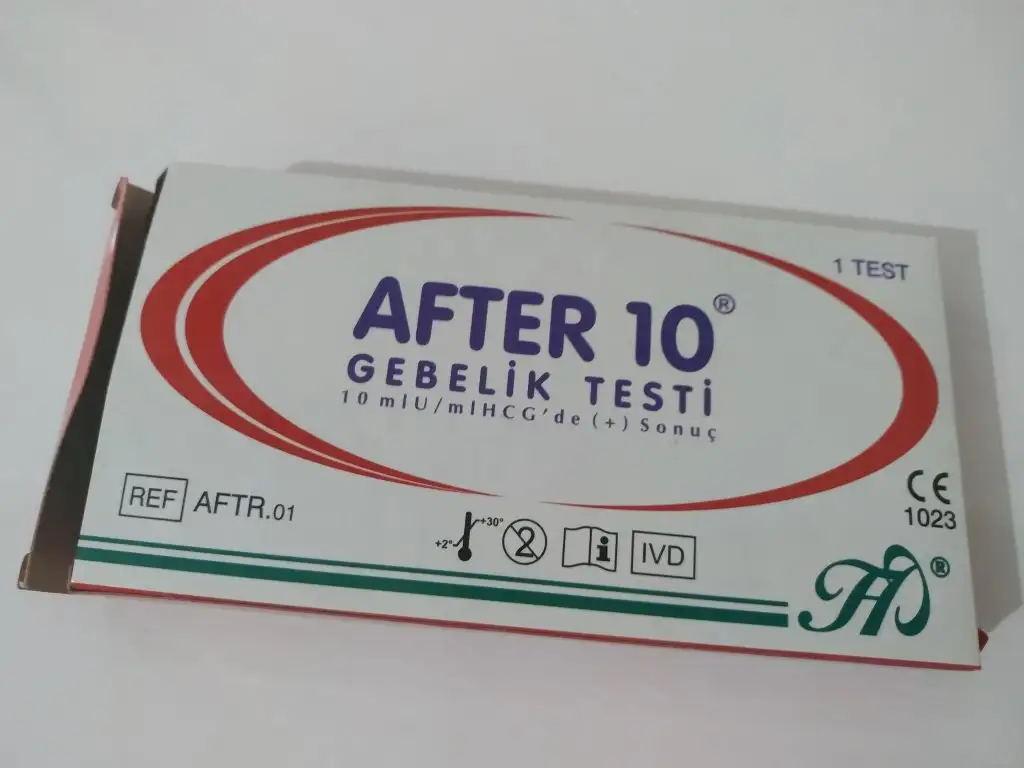 1 TEST
AFTER 10®
GEBELİK TESTİ
10 mIU/mlHCG'de (+) Sonuç
REF AFTR.01
+2° +30° 2 i IVD
CE
1023
H®